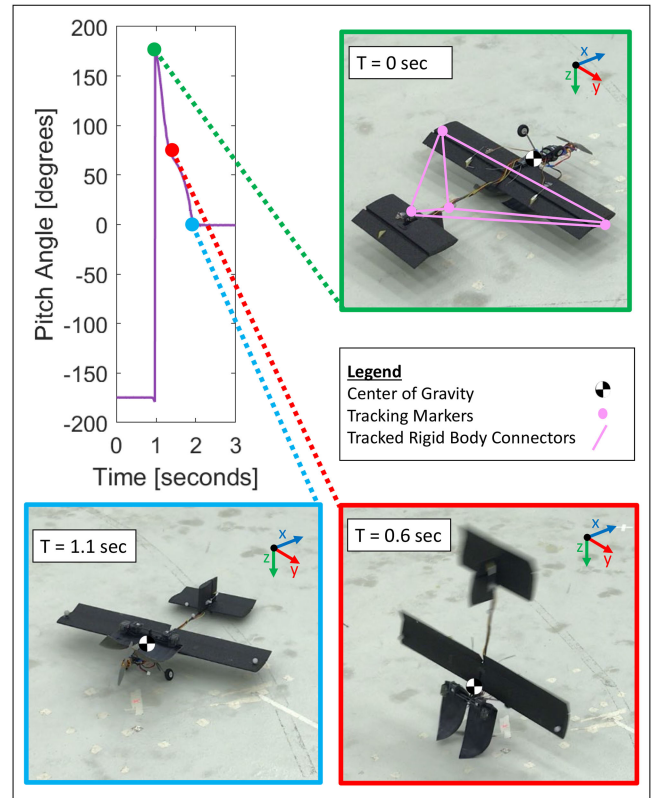 200
150
100
50
0
-50
-100
-150
-200
0 1 2 3
Pitch Angle [degrees]
Time [seconds]
T = 0 sec
x
z
y
Legend
Center of Gravity
Tracking Markers
Tracked Rigid Body Connectors
T = 1.1 sec
x
z
y
T = 0.6 sec
x
z
y